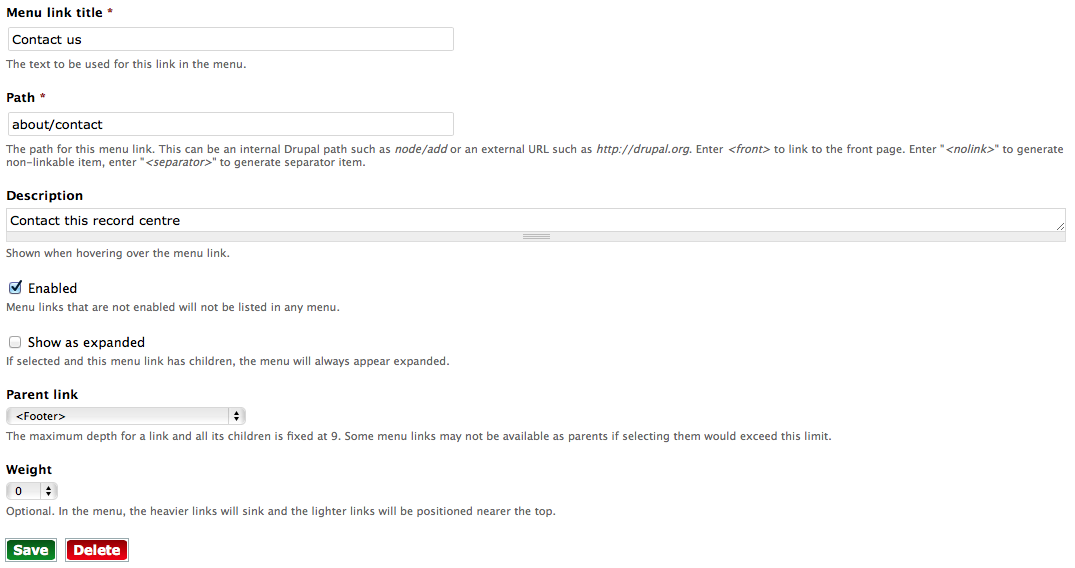 Menu link title *
Contact us
The text to be used for this link in the menu.
Path *
about/contact
The path for this menu link. This can be an internal Drupal path such as node/add or an external URL such as http://drupal.org. Enter <front> to link to the front page. Enter "<nolink>" to generate
non-linkable item, enter "<separator>" to generate separator item.
Description
Contact this record centre
Shown when hovering over the menu link.
Enabled
Menu links that are not enabled will not be listed in any menu.
Show as expanded
If selected and this menu link has children, the menu will always appear expanded.
Parent link
<Footer>
The maximum depth for a link and all its children is fixed at 9. Some menu links may not be available as parents if selecting them would exceed this limit.
Weight
0
Optional. In the menu, the heavier links will sink and the lighter links will be positioned nearer the top.
Save Delete